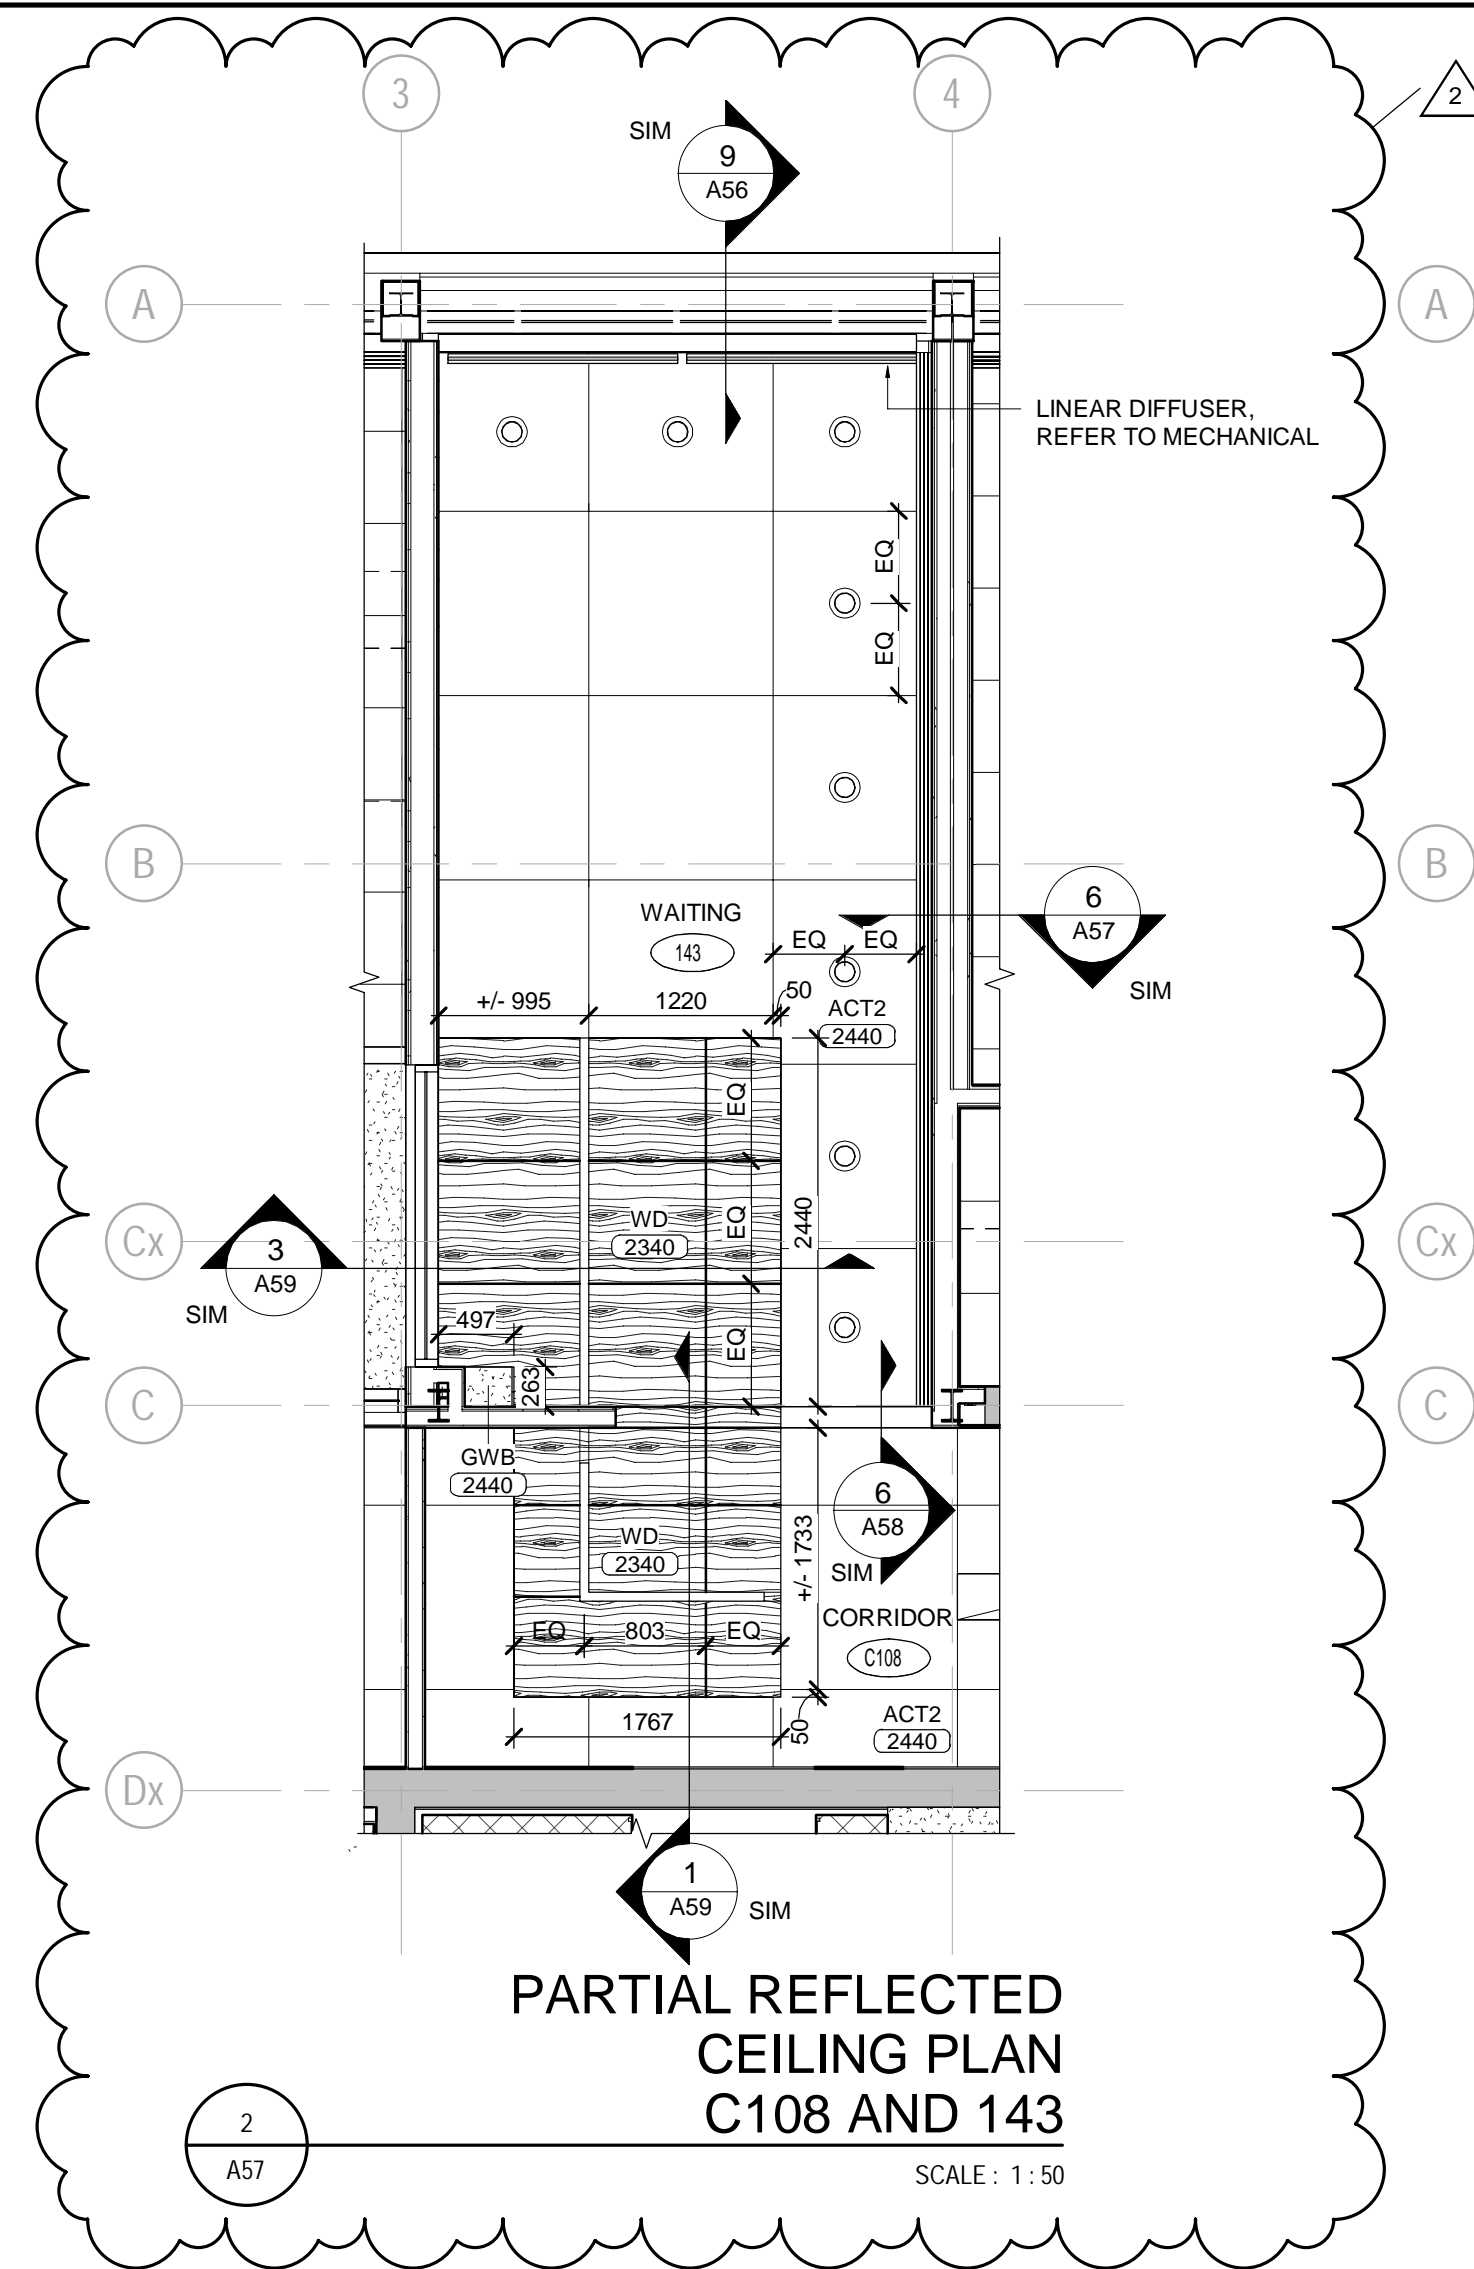 3
4
2
SIM
9
A56
A
A
LINEAR DIFFUSER,
REFER TO MECHANICAL
EQ
EQ
B
B
WAITING
143
6
A57
SIM
EQ EQ
+/- 995 1220 50
ACT2
2440
EQ
EQ
EQ
2440
WD
2340
Cx
Cx
3
A59
SIM
497
263
C
C
GWB
2440
6
A58
SIM
WD
2340
+/- 1733
CORRIDOR
C108
EQ 803 EQ
1767
50
ACT2
2440
Dx
1
A59
SIM
PARTIAL REFLECTED
CEILING PLAN
C108 AND 143
2
A57
SCALE : 1 : 50